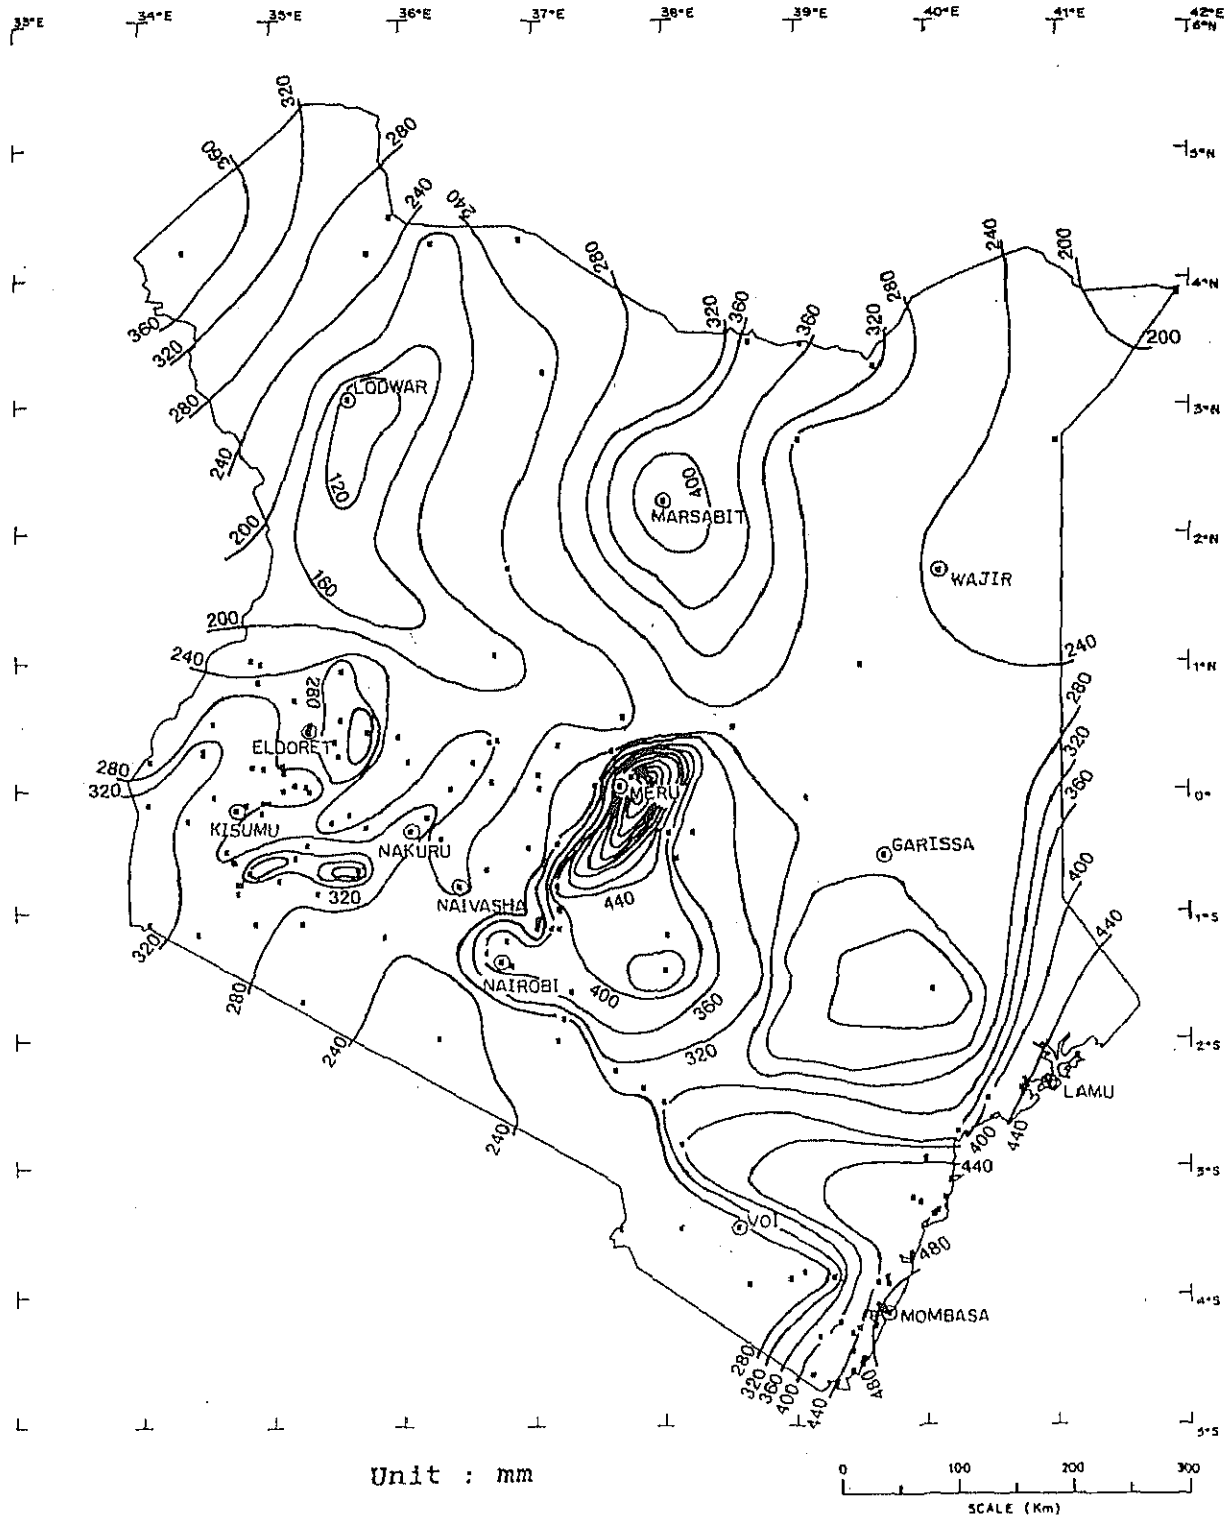 33°E 34°E 35°E 36°E 37°E 38°E 39°E 40°E 41°E 42°E
6°N
320
280
360
5°N
240
240
240
200
280
4°N
360
320
360
360
320
280
320
200
LODWAR
280
3°N
240
120
400
MARSABIT
200
2°N
160
WAJIR
200
240
240
1°N
280
280
ELDORET
320
280
360
320
MERU
0°
KISUMU
NAKURU
GARISSA
400
320
440
NAIVASHA
1°S
440
320
NAIROBI
400
280
360
240
320
2°S
LAMU
240
400
440
440
3°S
VOI
480
4°S
MOMBASA
280
320
360
400
440
480
5°S
Unit : mm
0 100 200 300
SCALE (Km)